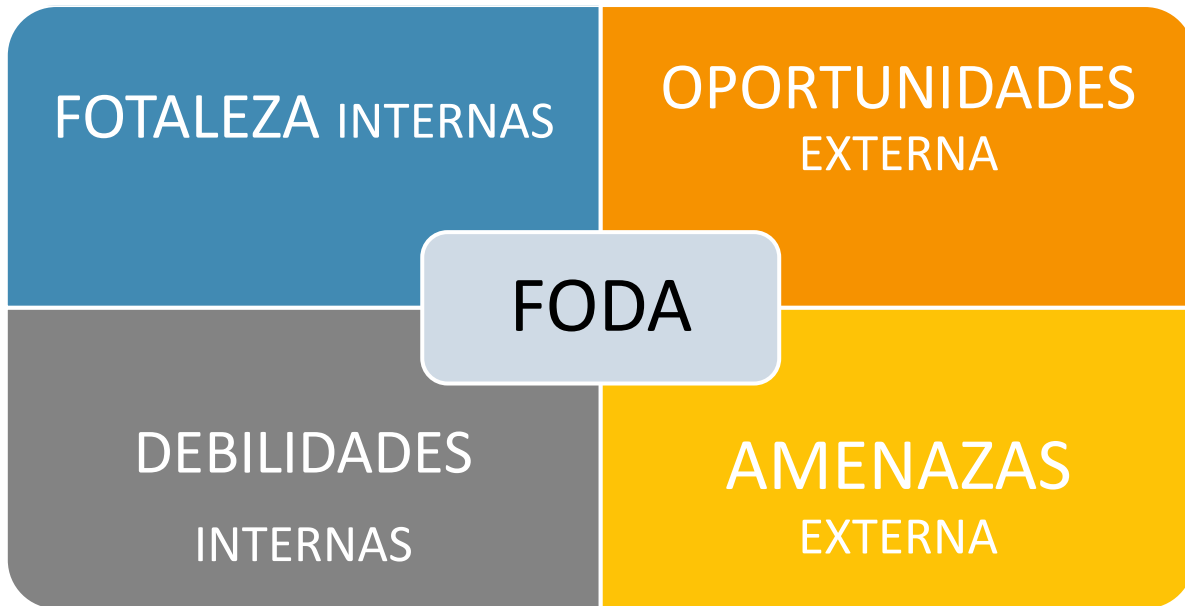 FOTALEZA INTERNAS
OPORTUNIDADES
EXTERNA
FODA
DEBILIDADES
INTERNAS
AMENAZAS
EXTERNA